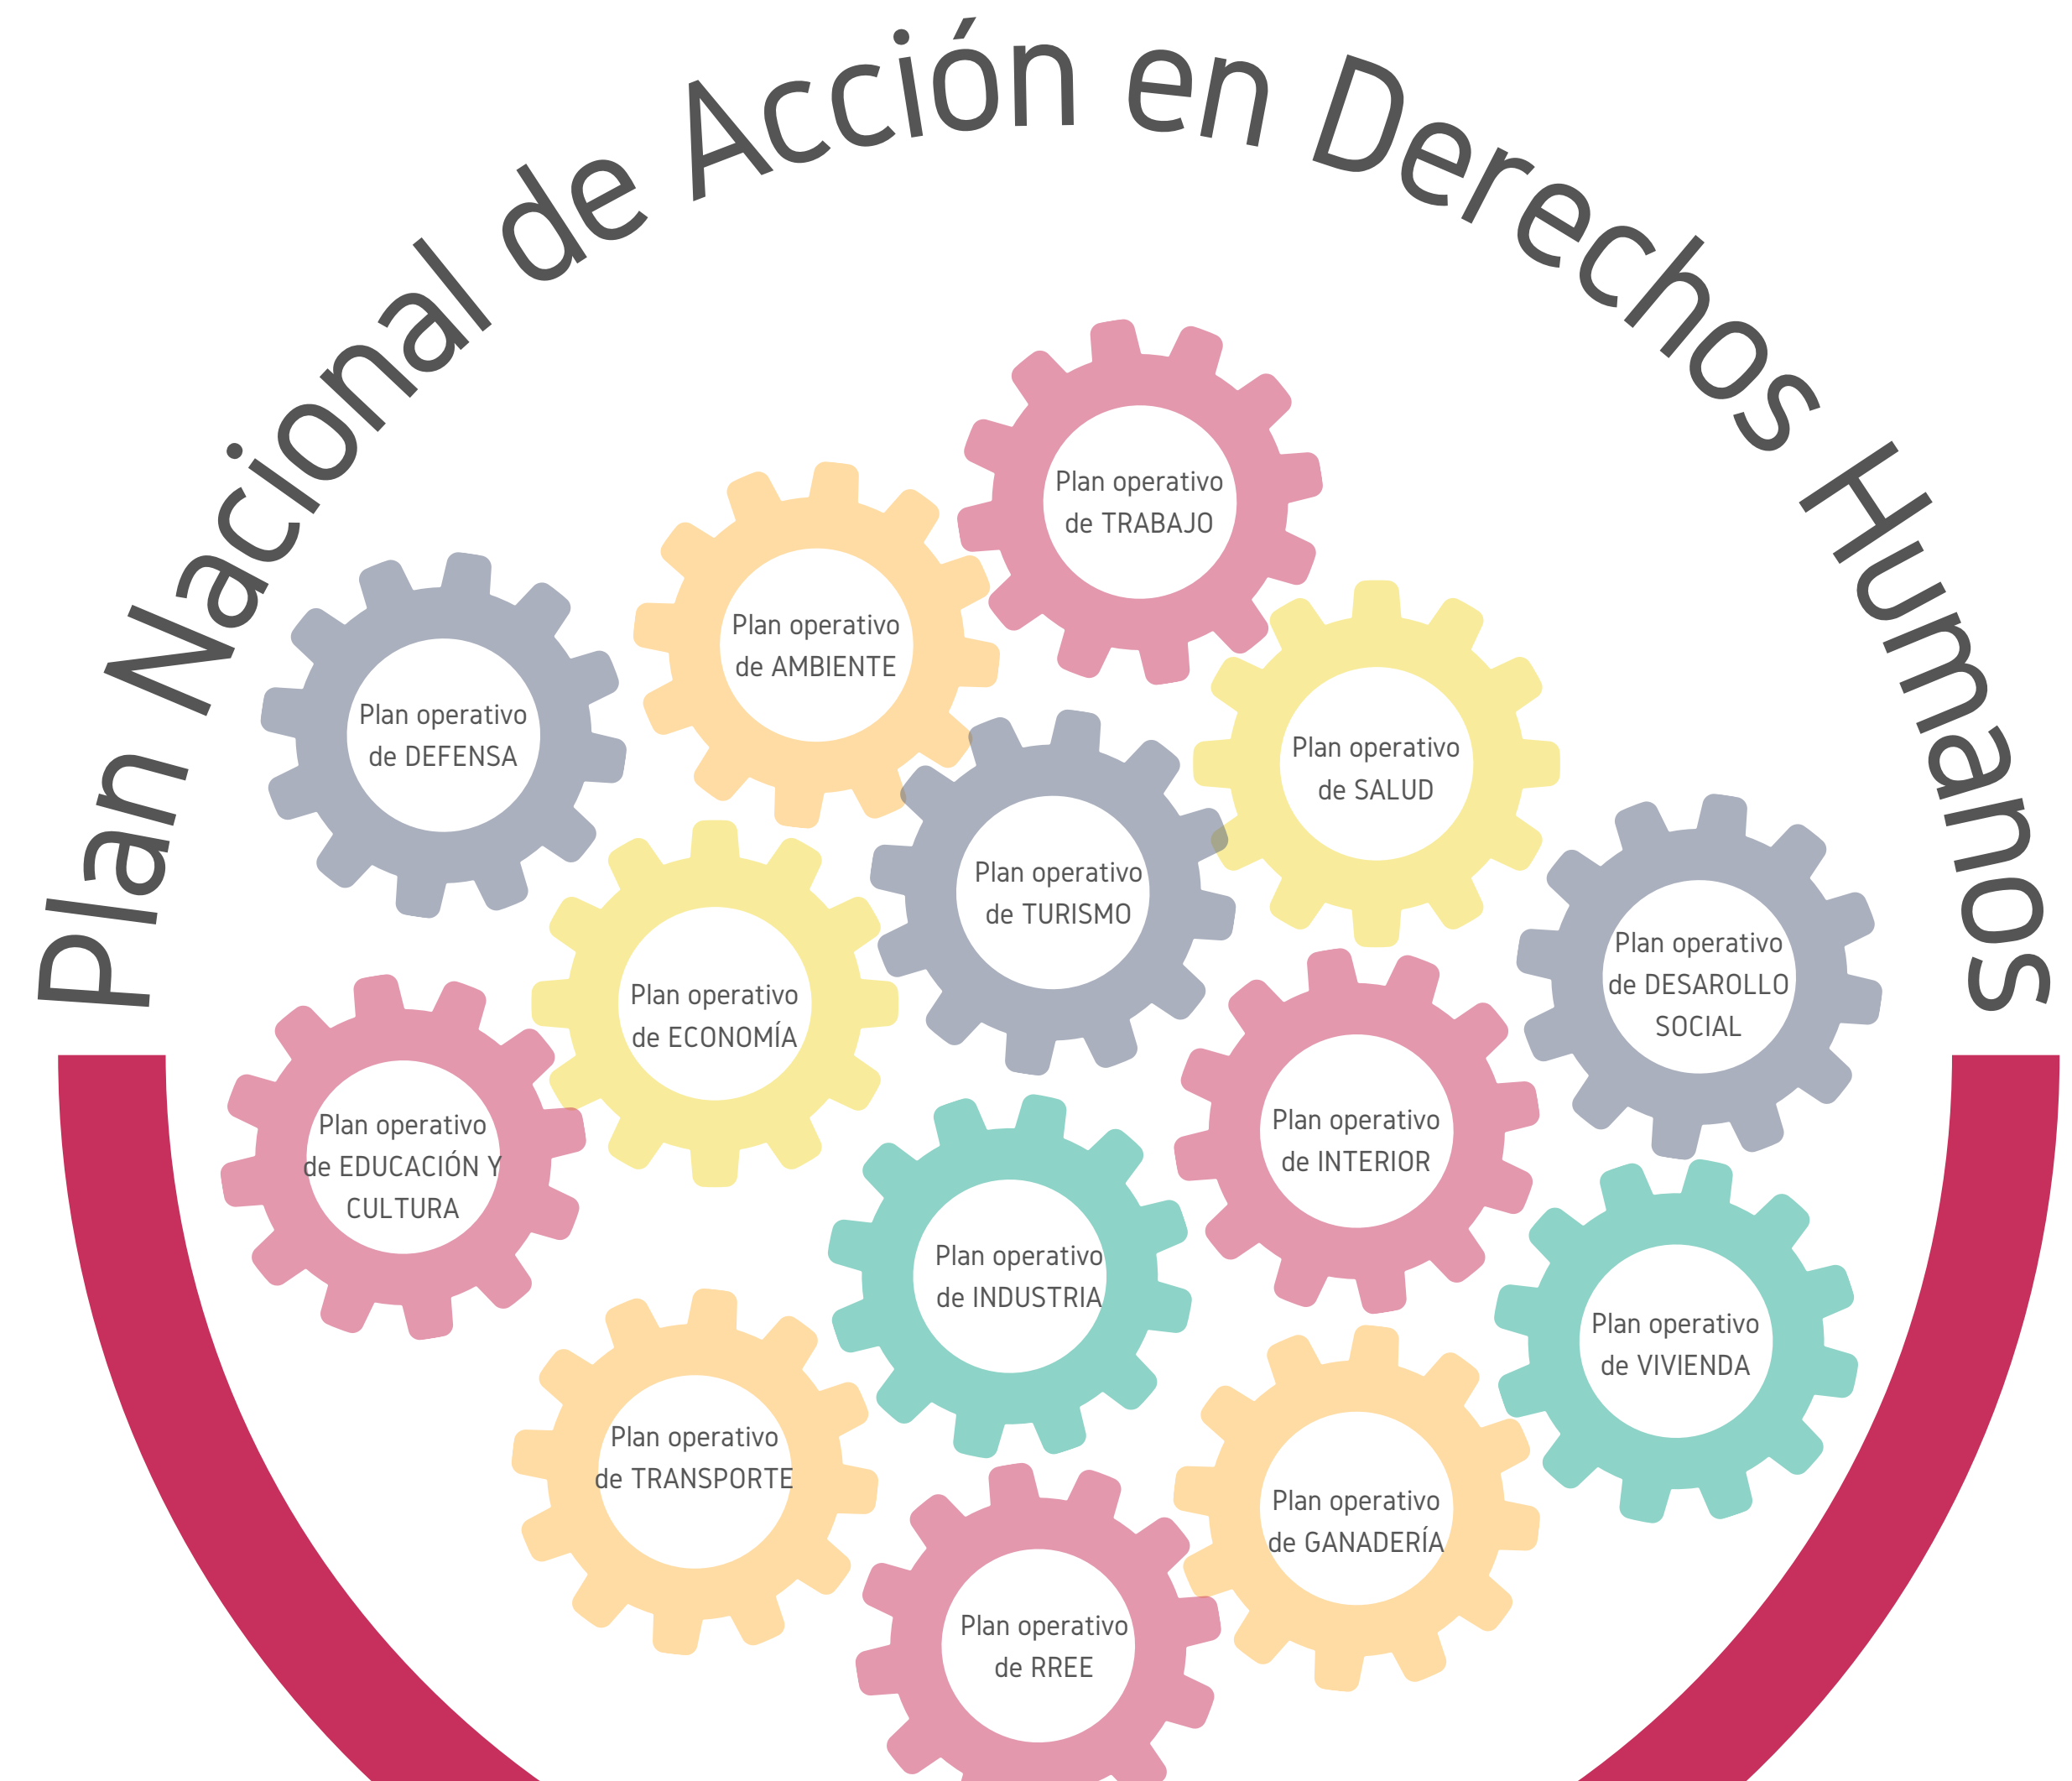 Plan Nacional de Acción en Derechos Humanos
Plan operativo
de TRABAJO
Plan operativo
de AMBIENTE
Plan operativo
de DEFENSA
Plan operativo
de SALUD
Plan operativo
de TURISMO
Plan operativo
de DESAROLLO
SOCIAL
Plan operativo
de ECONOMÍA
Plan operativo
de EDUCACIÓN Y
CULTURA
Plan operativo
de INTERIOR
Plan operativo
de INDUSTRIA
Plan operativo
de VIVIENDA
Plan operativo
de TRANSPORTE
Plan operativo
de GANADERÍA
Plan operativo
de RREE